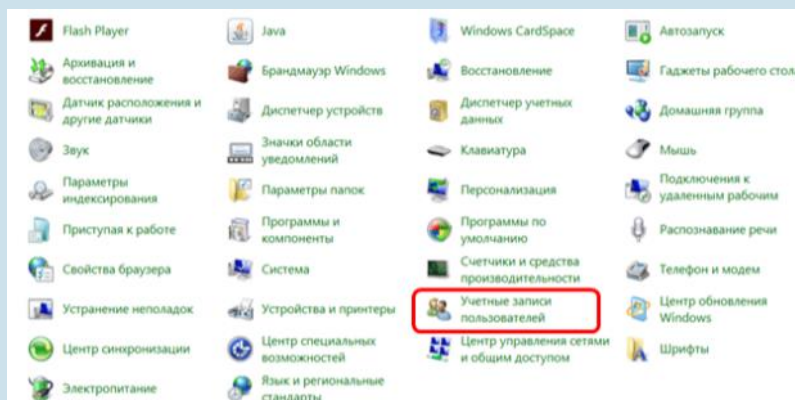 Flash Player
Java
Windows CardSpace
Автозапуск
Архивация и
восстановление
Брандмауэр Windows
Восстановление
Гаджеты рабочего стола
Датчик расположения и
другие датчики
Диспетчер устройств
Диспетчер учетных
данных
Домашняя группа
Звук
Значки области
уведомлений
Клавиатура
Мышь
Параметры
индексирования
Параметры папок
Персонализация
Подключения к
удаленным рабочим
Приступая к работе
Программы и
компоненты
Программы по
умолчанию
Распознавание речи
Свойства браузера
Система
Счетчики и средства
производительности
Телефон и модем
Устранение неполадок
Устройства и принтеры
Учетные записи
пользователей
Центр обновления
Windows
Центр синхронизации
Центр специальных
возможностей
Центр управления сетями
и общим доступом
Шрифты
Электропитание
Язык и региональные
стандарты